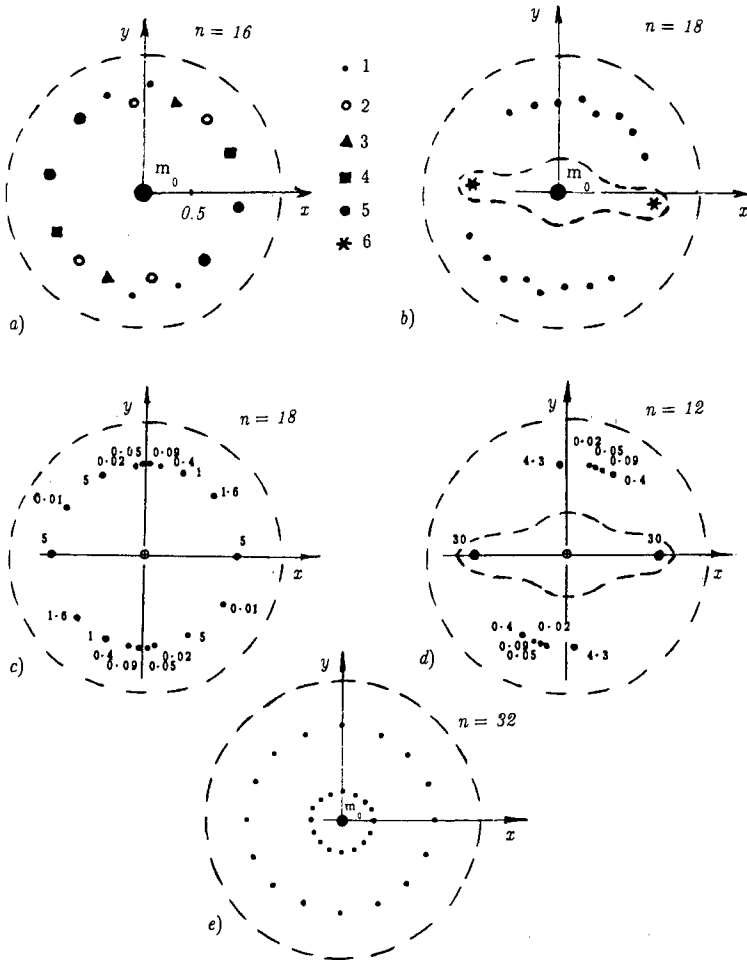 y n = 16
1
2
3
4
5
6
m₀
0.5
x
a)
y n = 18
m₀
x
b)
y n = 18
0·05 0·09
0·02 0·4
5 1
1·6
0·01
5 5
x
1·6 0·01
1 5
0·4 0·02
0·09 0·05
c)
y n = 12
0·02
4·3 0·05
0·09
0·4
30 30
x
0·4 0·02
0·09
0·05 4·3
d)
y n = 32
m₀
x
e)